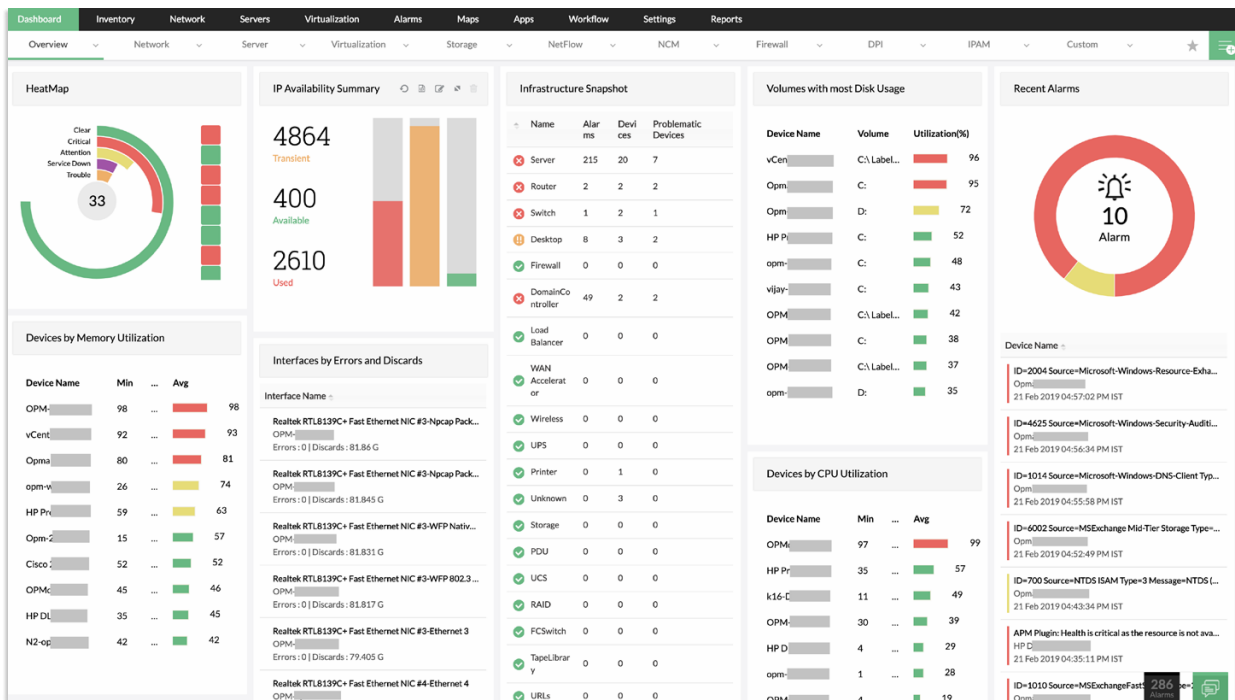 Dashboard Inventory Network Servers Virtualization Alarms Maps Apps Workflow Settings Reports
Overview Network Server Virtualization Storage NetFlow NCM Firewall DPI IPAM Custom
HeatMap
Clear
Critical
Attention
Service Down
Trouble
33
Devices by Memory Utilization
Device Name Min ... Avg
OPM- 98 ... 98
vCent 92 ... 93
Opma 80 ... 81
opm-w 26 ... 74
HP Pro 59 ... 63
Opm-2 15 ... 57
Cisco 52 ... 52
OPMc 45 ... 46
HP DL 35 ... 45
N2-op 42 ... 42
IP Availability Summary
4864
Transient
400
Available
2610
Used
Interfaces by Errors and Discards
Interface Name
Realtek RTL8139C+ Fast Ethernet NIC #3-Npcap Pack...
OPM-
Errors : 0 | Discards : 81.86 G
Realtek RTL8139C+ Fast Ethernet NIC #3-Npcap Pack...
OPM-
Errors : 0 | Discards : 81.845 G
Realtek RTL8139C+ Fast Ethernet NIC #3-WFP Nativ...
OPM-
Errors : 0 | Discards : 81.831 G
Realtek RTL8139C+ Fast Ethernet NIC #3-WFP 802.3 ...
OPM-
Errors : 0 | Discards : 81.817 G
Realtek RTL8139C+ Fast Ethernet NIC #3-Ethernet 3
OPM-
Errors : 0 | Discards : 79.405 G
Realtek RTL8139C+ Fast Ethernet NIC #4-Ethernet 4
OPM-
Infrastructure Snapshot
Name Alar Devi Problematic
ms ces Devices
Server 215 20 7
Router 2 2 2
Switch 1 2 1
Desktop 8 3 2
Firewall 0 0 0
DomainCo
ntroller 49 2 2
Load
Balancer 0 0 0
WAN
Accelerat 0 0 0
or
Wireless 0 0 0
UPS 0 0 0
Printer 0 1 0
Unknown 0 3 0
Storage 0 0 0
PDU 0 0 0
UCS 0 0 0
RAID 0 0 0
FCSwitch 0 0 0
TapeLibrar 0 0 0
y
URLs 0 0 0
Volumes with most Disk Usage
Device Name Volume Utilization(%)
vCen C:\ Label... 96
Opm C: 95
Opm D: 72
HP P C: 52
opm- C: 48
vijay- C: 43
OPM C:\ Label... 42
OPM C: 38
OPM C:\ Label... 37
opm- D: 35
Devices by CPU Utilization
Device Name Min ... Avg
OPM 97 ... 99
HP Pr 35 ... 57
k16- 11 ... 49
OPM- 30 ... 39
HP D 4 ... 29
opm- 1 ... 28
OPM 4 ... 19
Recent Alarms
10
Alarm
Device Name
ID=2004 Source=Microsoft-Windows-Resource-Exha...
Opm
21 Feb 2019 04:57:02 PM IST
ID=4625 Source=Microsoft-Windows-Security-Auditi...
Opm
21 Feb 2019 04:56:34 PM IST
ID=1014 Source=Microsoft-Windows-DNS-Client Typ...
Opm
21 Feb 2019 04:55:58 PM IST
ID=6002 Source=MSExchange Mid-Tier Storage Type=...
Opm
21 Feb 2019 04:52:49 PM IST
ID=700 Source=NTDS ISAM Type=3 Message=NTDS (...
Opm
21 Feb 2019 04:43:34 PM IST
APM Plugin: Health is critical as the resource is not ava...
HP D
21 Feb 2019 04:35:11 PM IST
ID=1010 Source=MSExchangeFast
Opm
286
Alarms